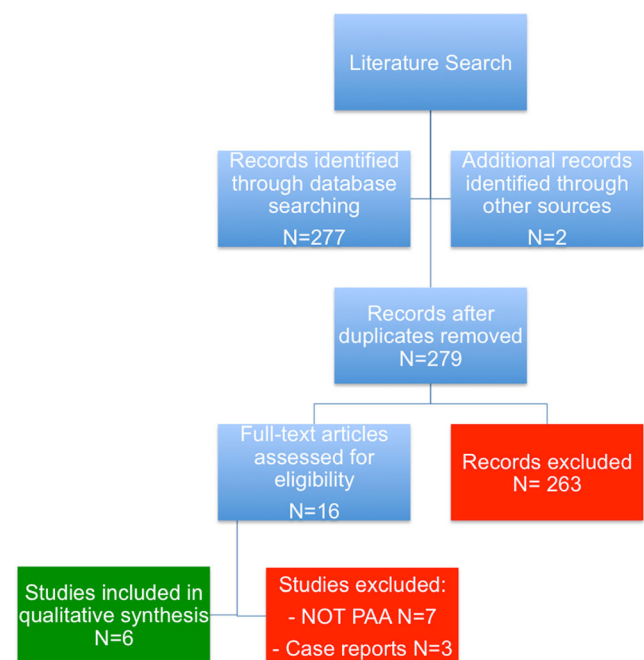 Literature Search
Records identified
through database
searching
N=277
Additional records
identified through
other sources
N=2
Records after
duplicates removed
N=279
Full-text articles
assessed for
eligibility
N=16
Records excluded
N= 263
Studies included in
qualitative synthesis
N=6
Studies excluded:
- NOT PAA N=7
- Case reports N=3